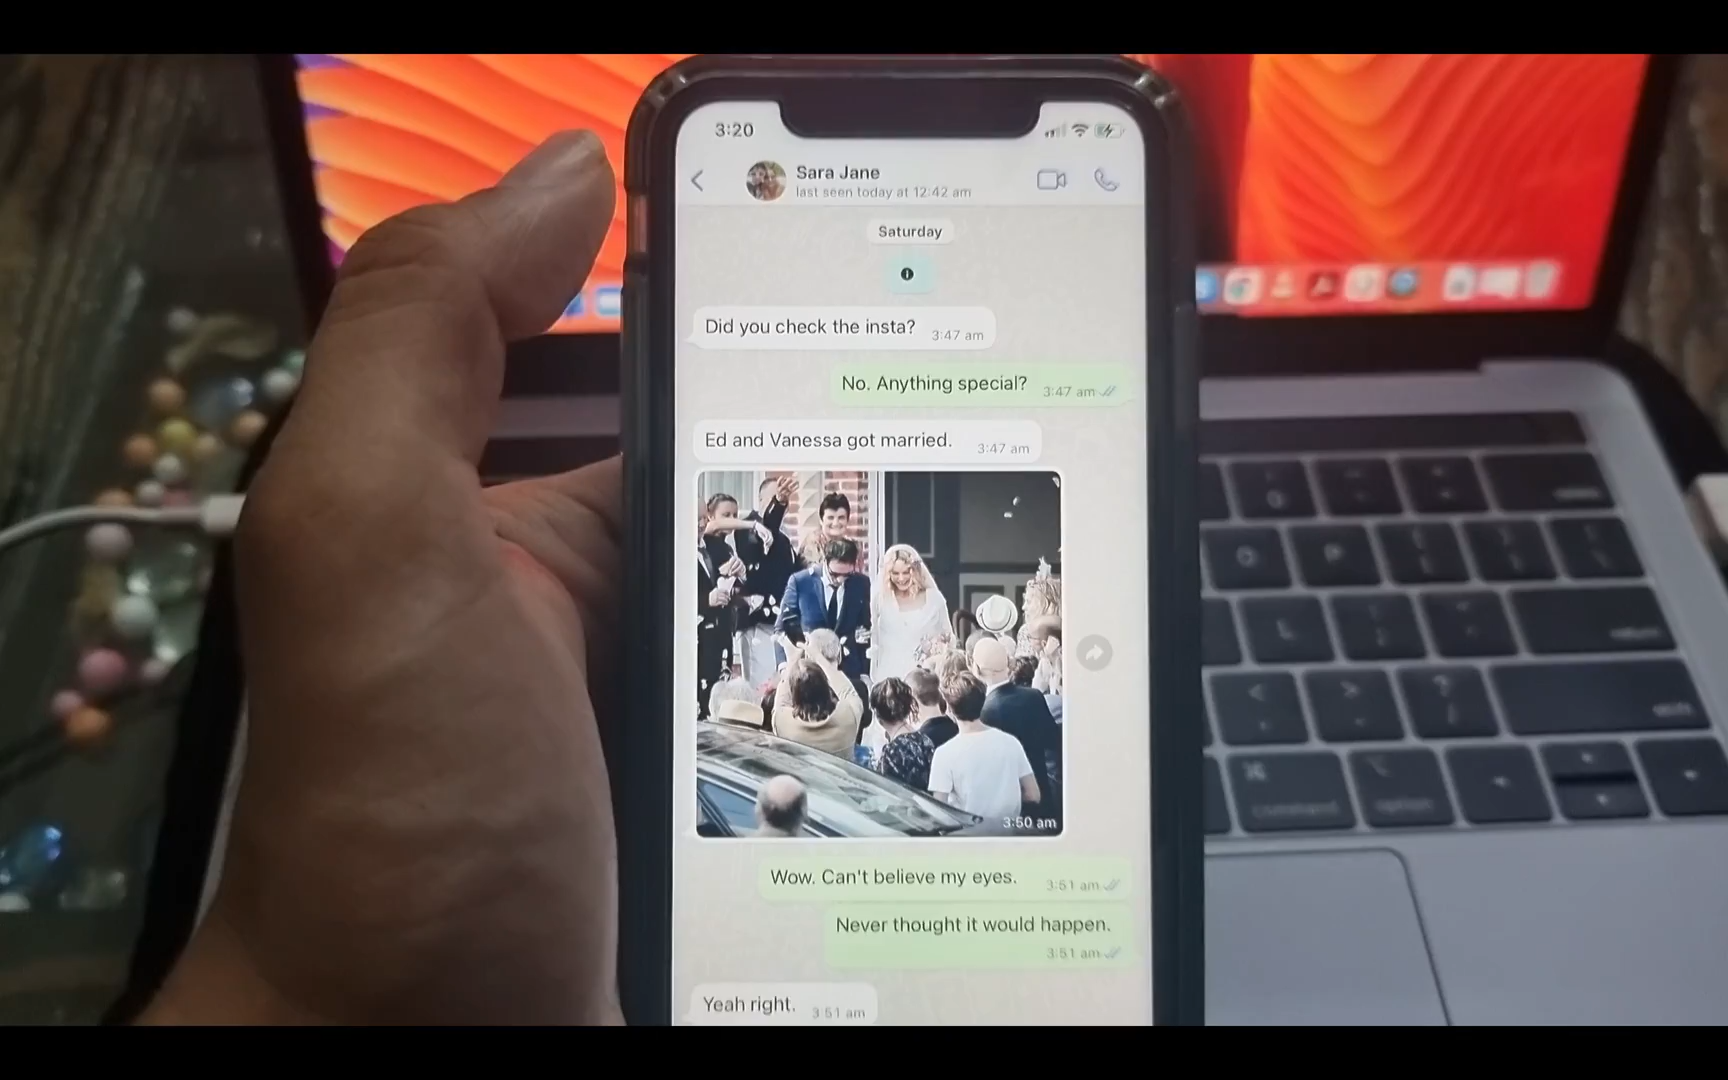 3:20
Sara Jane
last seen today at 12:42 am
Saturday
Did you check the insta? 3:47 am
No. Anything special? 3:47 am
Ed and Vanessa got married. 3:47 am
3:50 am
Wow. Can't believe my eyes. 3:51 am
Never thought it would happen.
3:51 am
Yeah right. 3:51 am
O
P
L
<
>
?
command
option